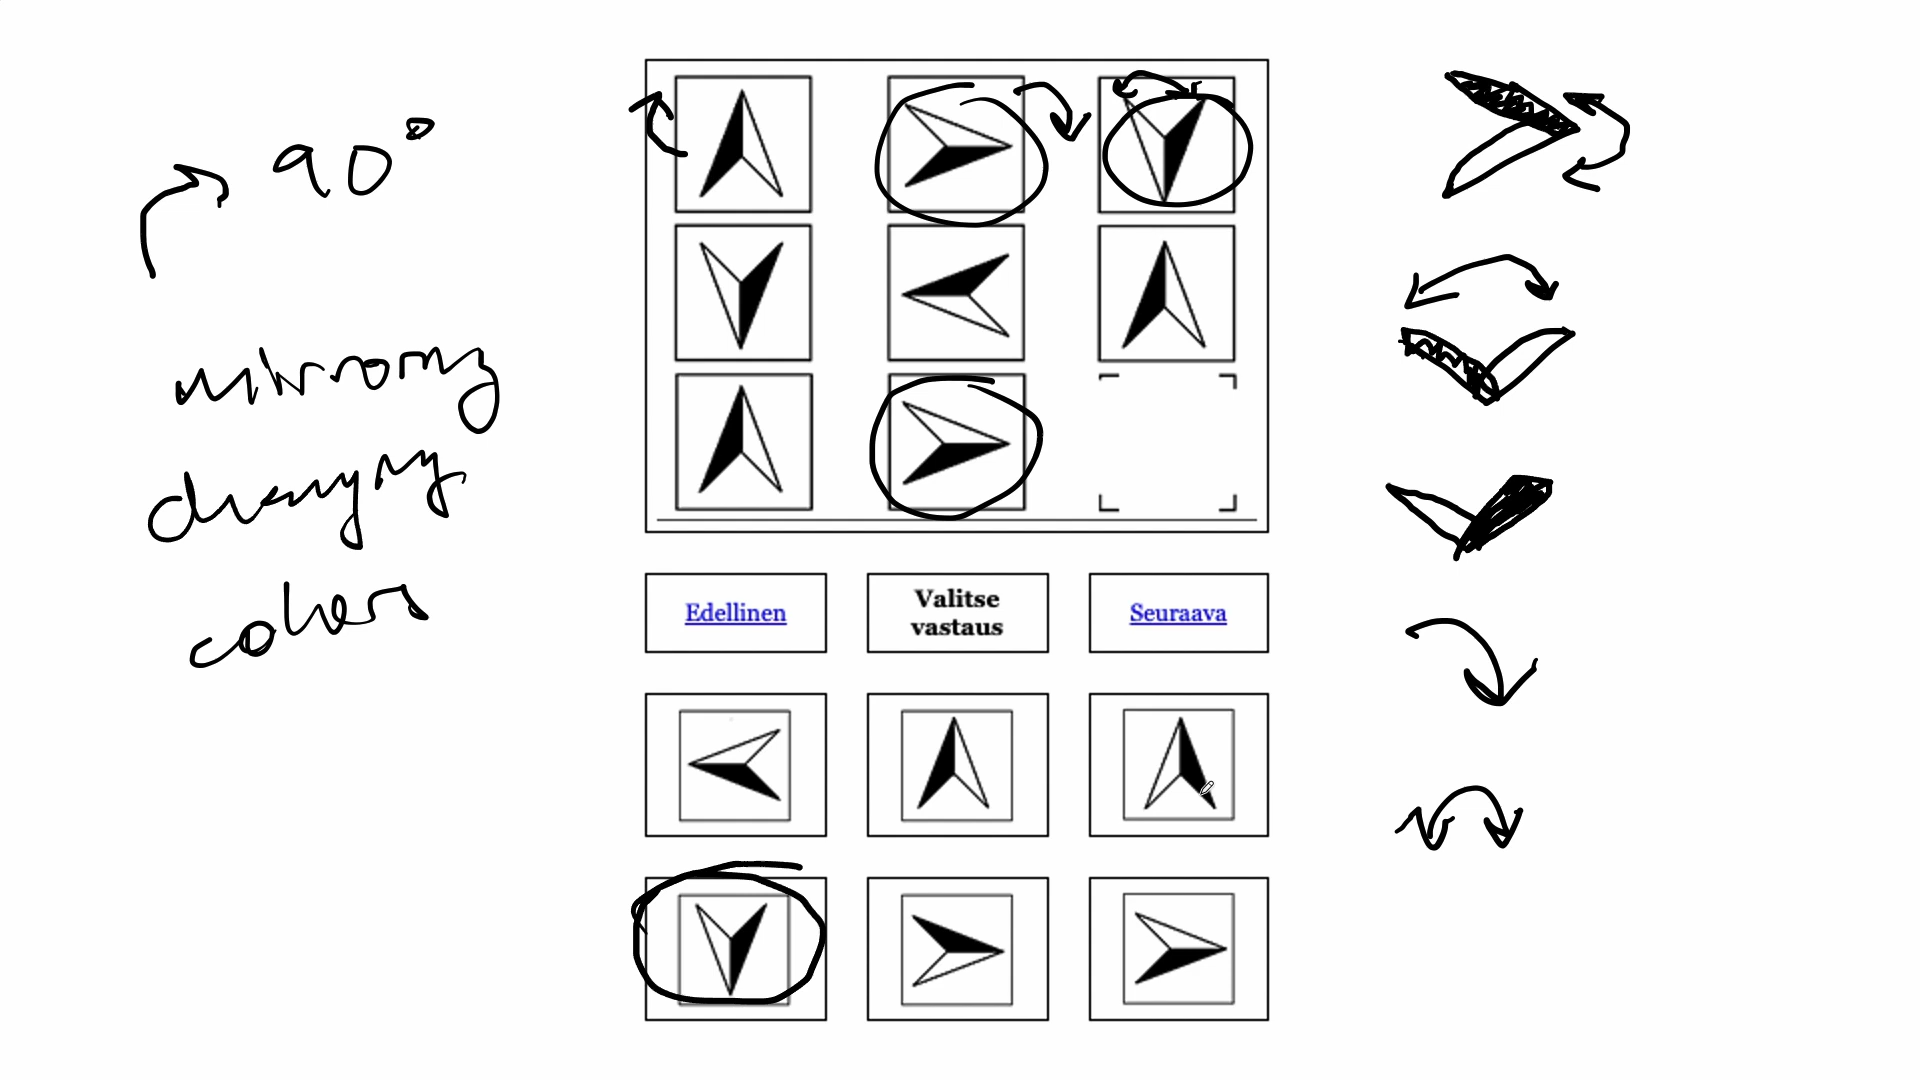 90°
mirroring
changing
colors
Edellinen
Valitse
vastaus
Seuraava